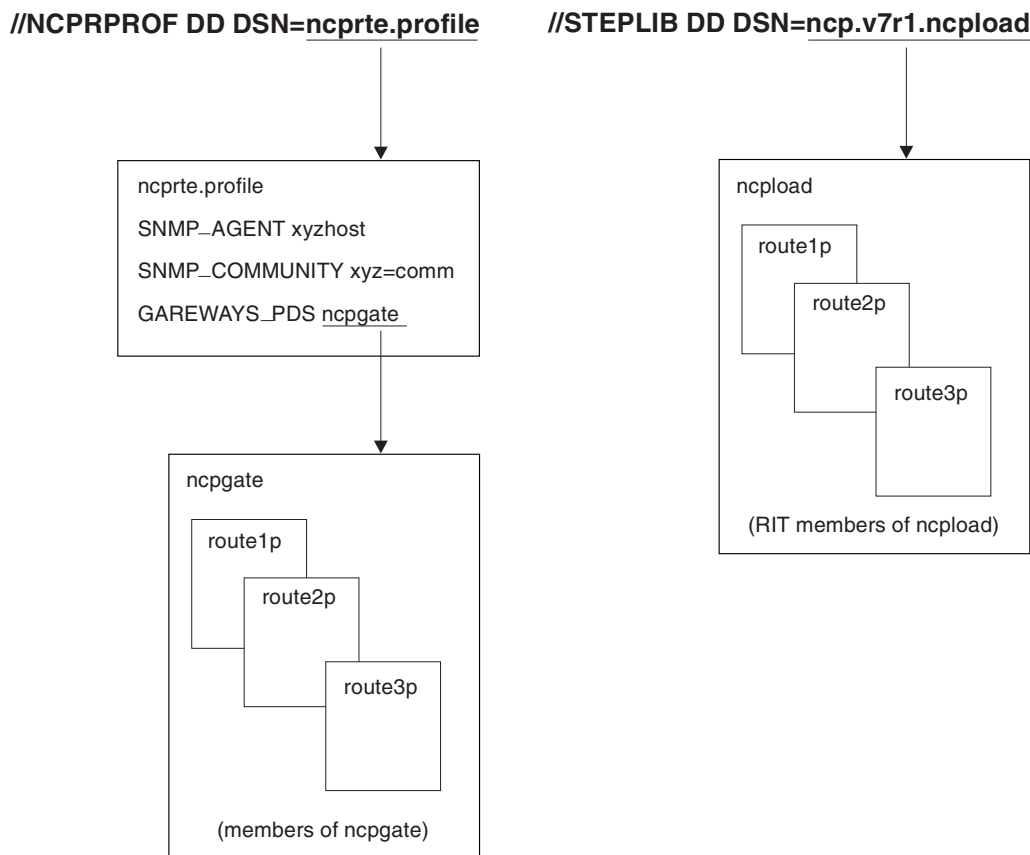 //NCPRPROF DD DSN=ncprte.profile
//STEPLIB DD DSN=ncp.v7r1.ncpload
ncprte.profile
SNMP_AGENT xyzhost
SNMP_COMMUNITY xyz=comm
GAREWAYS_PDS ncpgate
ncpload
route1p
route2p
route3p
(RIT members of ncpload)
ncpgate
route1p
route2p
route3p
(members of ncpgate)